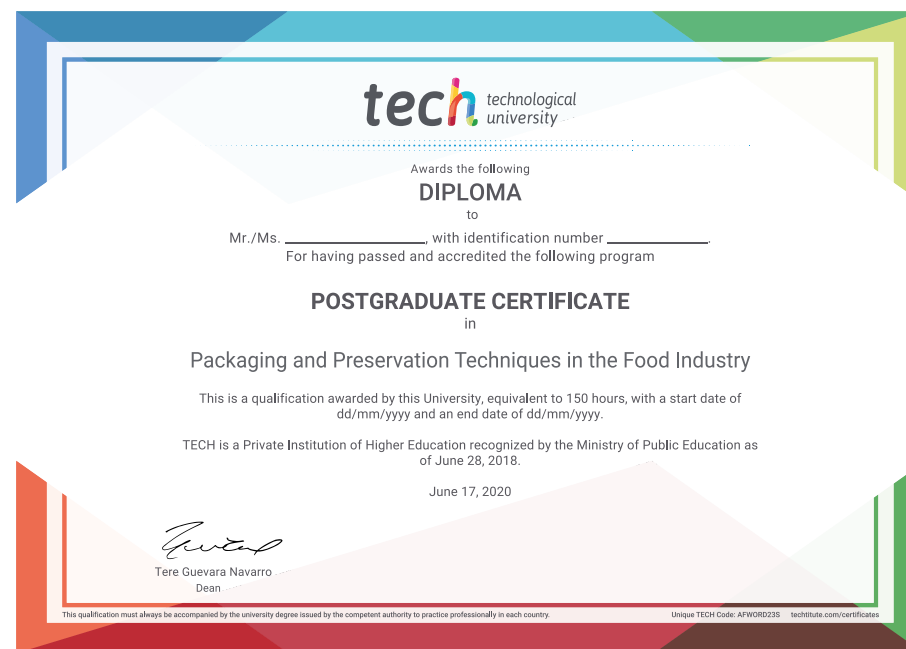 tech technological
university
Awards the following
DIPLOMA
to
Mr./Ms. ____________________, with identification number ______________.
For having passed and accredited the following program
POSTGRADUATE CERTIFICATE
in
Packaging and Preservation Techniques in the Food Industry
This is a qualification awarded by this University, equivalent to 150 hours, with a start date of
dd/mm/yyyy and an end date of dd/mm/yyyy.
TECH is a Private Institution of Higher Education recognized by the Ministry of Public Education as
of June 28, 2018.
June 17, 2020
Tere Guevara Navarro
Dean
This qualification must always be accompanied by the university degree issued by the competent authority to practice professionally in each country. Unique TECH Code: AFWORD23S techtitute.com/certificates